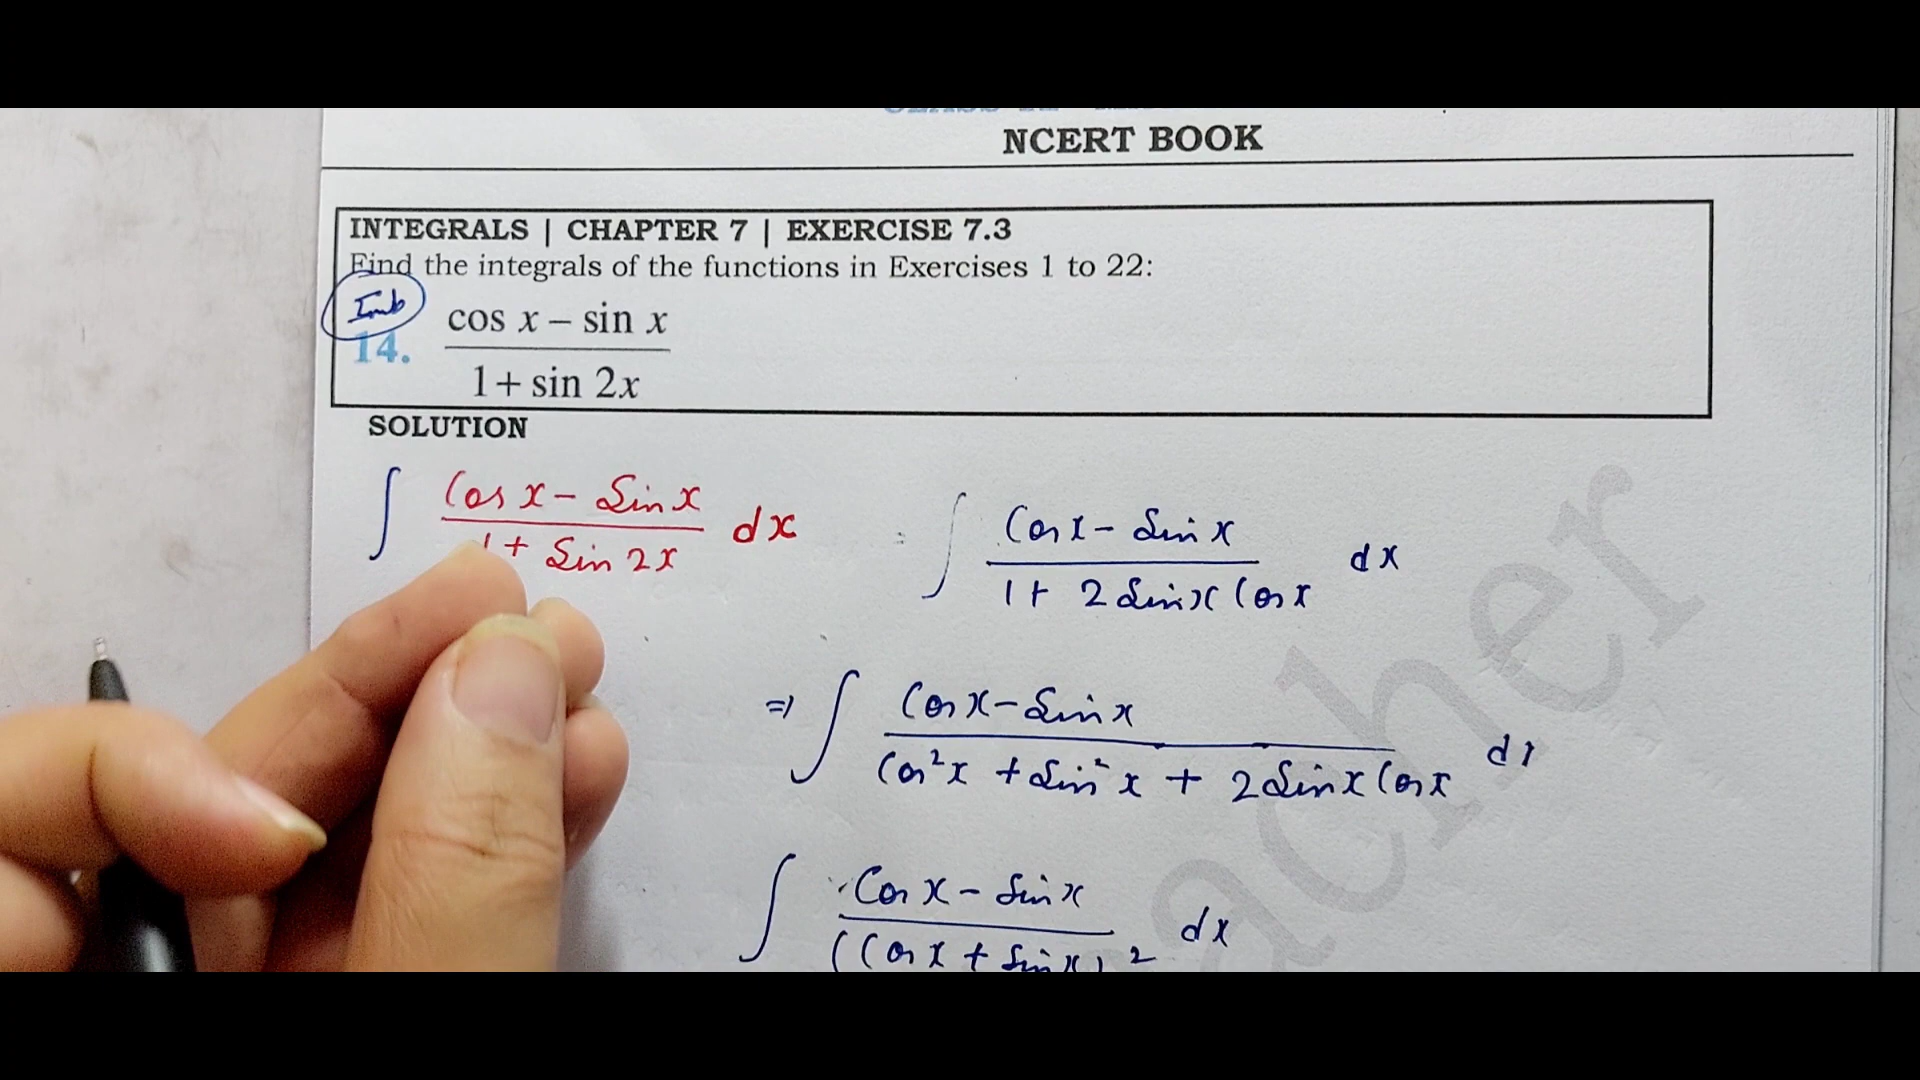 NCERT BOOK
INTEGRALS | CHAPTER 7 | EXERCISE 7.3
Find the integrals of the functions in Exercises 1 to 22:
Imp
14. cos x – sin x / 1 + sin 2x
SOLUTION
∫ Cos x - Sin x / 1 + Sin 2x dx = ∫ Cos x - Sin x / 1 + 2 Sin x Cos x dx
⇒ ∫ Cos x - Sin x / Cos²x + Sin²x + 2 Sin x Cos x dx
∫ Cos x - Sin x / (Cos x + Sin x)² dx